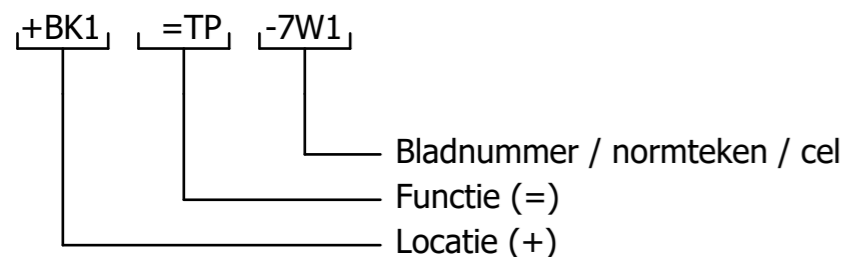 +BK1 =TP -7W1
Bladnummer / normteken / cel
Functie (=)
Locatie (+)